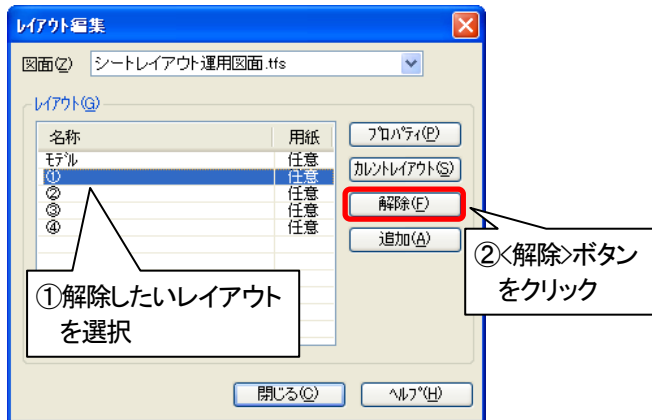 レイアウト編集
図面(Z) シートレイアウト運用図面.tfs
レイアウト(G)
名称 用紙
モデル 任意
① 任意
② 任意
③ 任意
④ 任意
プロパティ(P)
カレントレイアウト(S)
解除(F)
追加(A)
①解除したいレイアウト
を選択
②<解除>ボタン
をクリック
閉じる(C) ヘルプ(H)